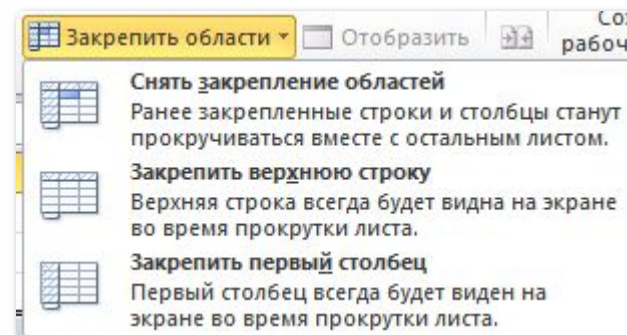 Закрепить области
Отобразить
Соз
рабоч
Снять закрепление областей
Ранее закрепленные строки и столбцы станут
прокручиваться вместе с остальным листом.
Закрепить верхнюю строку
Верхняя строка всегда будет видна на экране
во время прокрутки листа.
Закрепить первый столбец
Первый столбец всегда будет виден на
экране во время прокрутки листа.